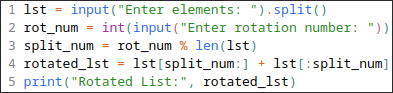 1 lst = input("Enter elements: ").split()
2 rot_num = int(input("Enter rotation number: "))
3 split_num = rot_num % len(lst)
4 rotated_lst = lst[split_num:] + lst[:split_num]
5 print("Rotated List:", rotated_lst)